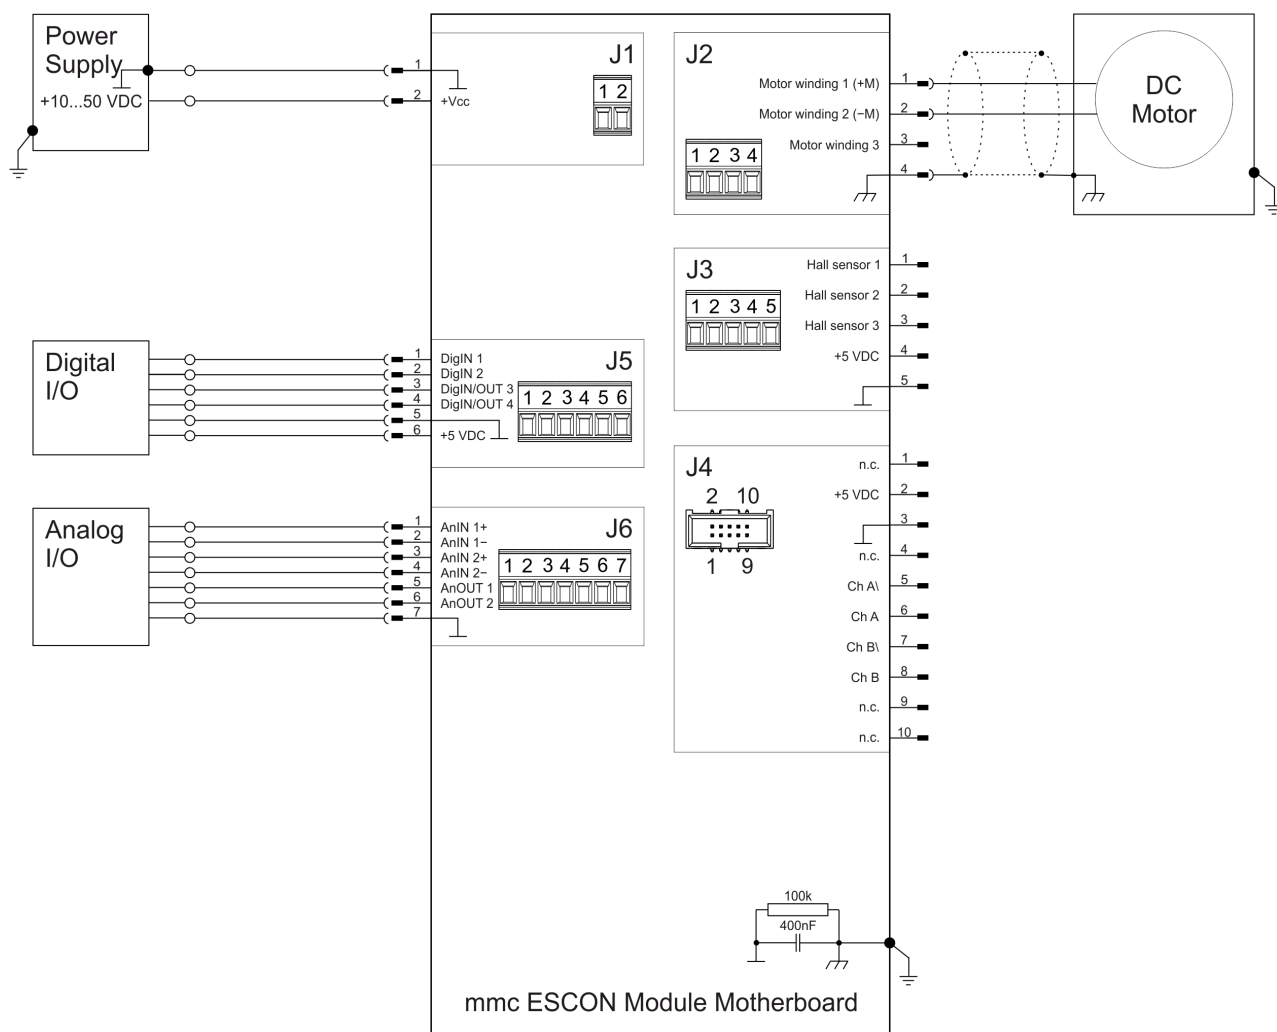 Power
Supply
+10...50 VDC
J1
1
2
+Vcc
1 2
J2
Motor winding 1 (+M)
1
Motor winding 2 (−M)
2
Motor winding 3
3
4
1 2 3 4
DC
Motor
J3
Hall sensor 1
1
Hall sensor 2
2
Hall sensor 3
3
+5 VDC
4
5
1 2 3 4 5
Digital
I/O
1
DigIN 1
2
DigIN 2
3
DigIN/OUT 3
4
DigIN/OUT 4
5
6
+5 VDC
J5
1 2 3 4 5 6
J4
2 10
1 9
n.c.
1
+5 VDC
2
3
n.c.
4
Ch A\
5
Ch A
6
Ch B\
7
Ch B
8
n.c.
9
n.c.
10
Analog
I/O
1
AnIN 1+
2
AnIN 1−
3
AnIN 2+
4
AnIN 2−
5
AnOUT 1
6
AnOUT 2
7
J6
1 2 3 4 5 6 7
100k
400nF
mmc ESCON Module Motherboard